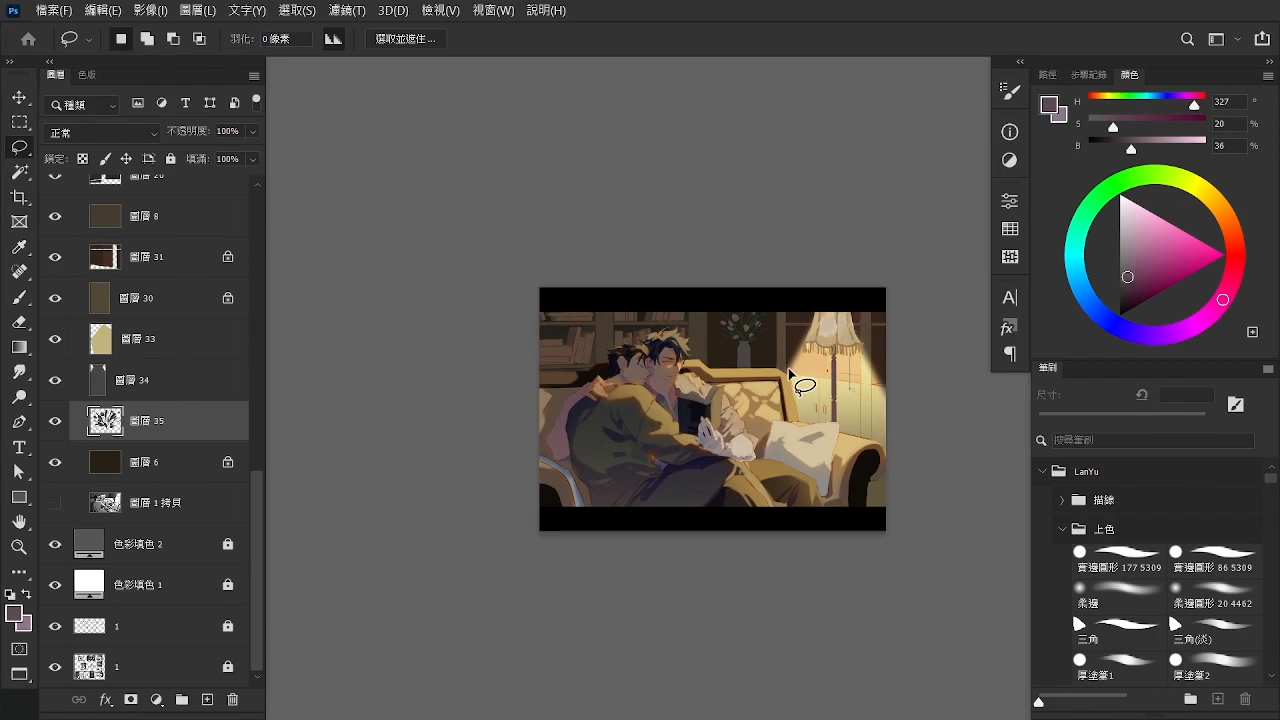 Ps 檔案(F) 編輯(E) 影像(I) 圖層(L) 文字(Y) 選取(S) 濾鏡(T) 3D(D) 檢視(V) 視窗(W) 說明(H)
羽化: 0 像素 選取並遮住...
圖層 色版
種類
正常 不透明度: 100%
鎖定: 填滿: 100%
圖層 8
圖層 31
圖層 30
圖層 33
圖層 34
圖層 35
圖層 6
圖層 1 拷貝
色彩填色 2
色彩填色 1
1
1
路徑 步驟記錄 顏色
H 327 °
S 20 %
B 36 %
筆刷
尺寸:
搜尋筆刷
LanYu
描線
上色
實邊圓形 177 5309 實邊圓形 86 5309
柔邊 柔邊圓形 20 4462
三角 三角(淡)
厚塗筆1 厚塗筆2